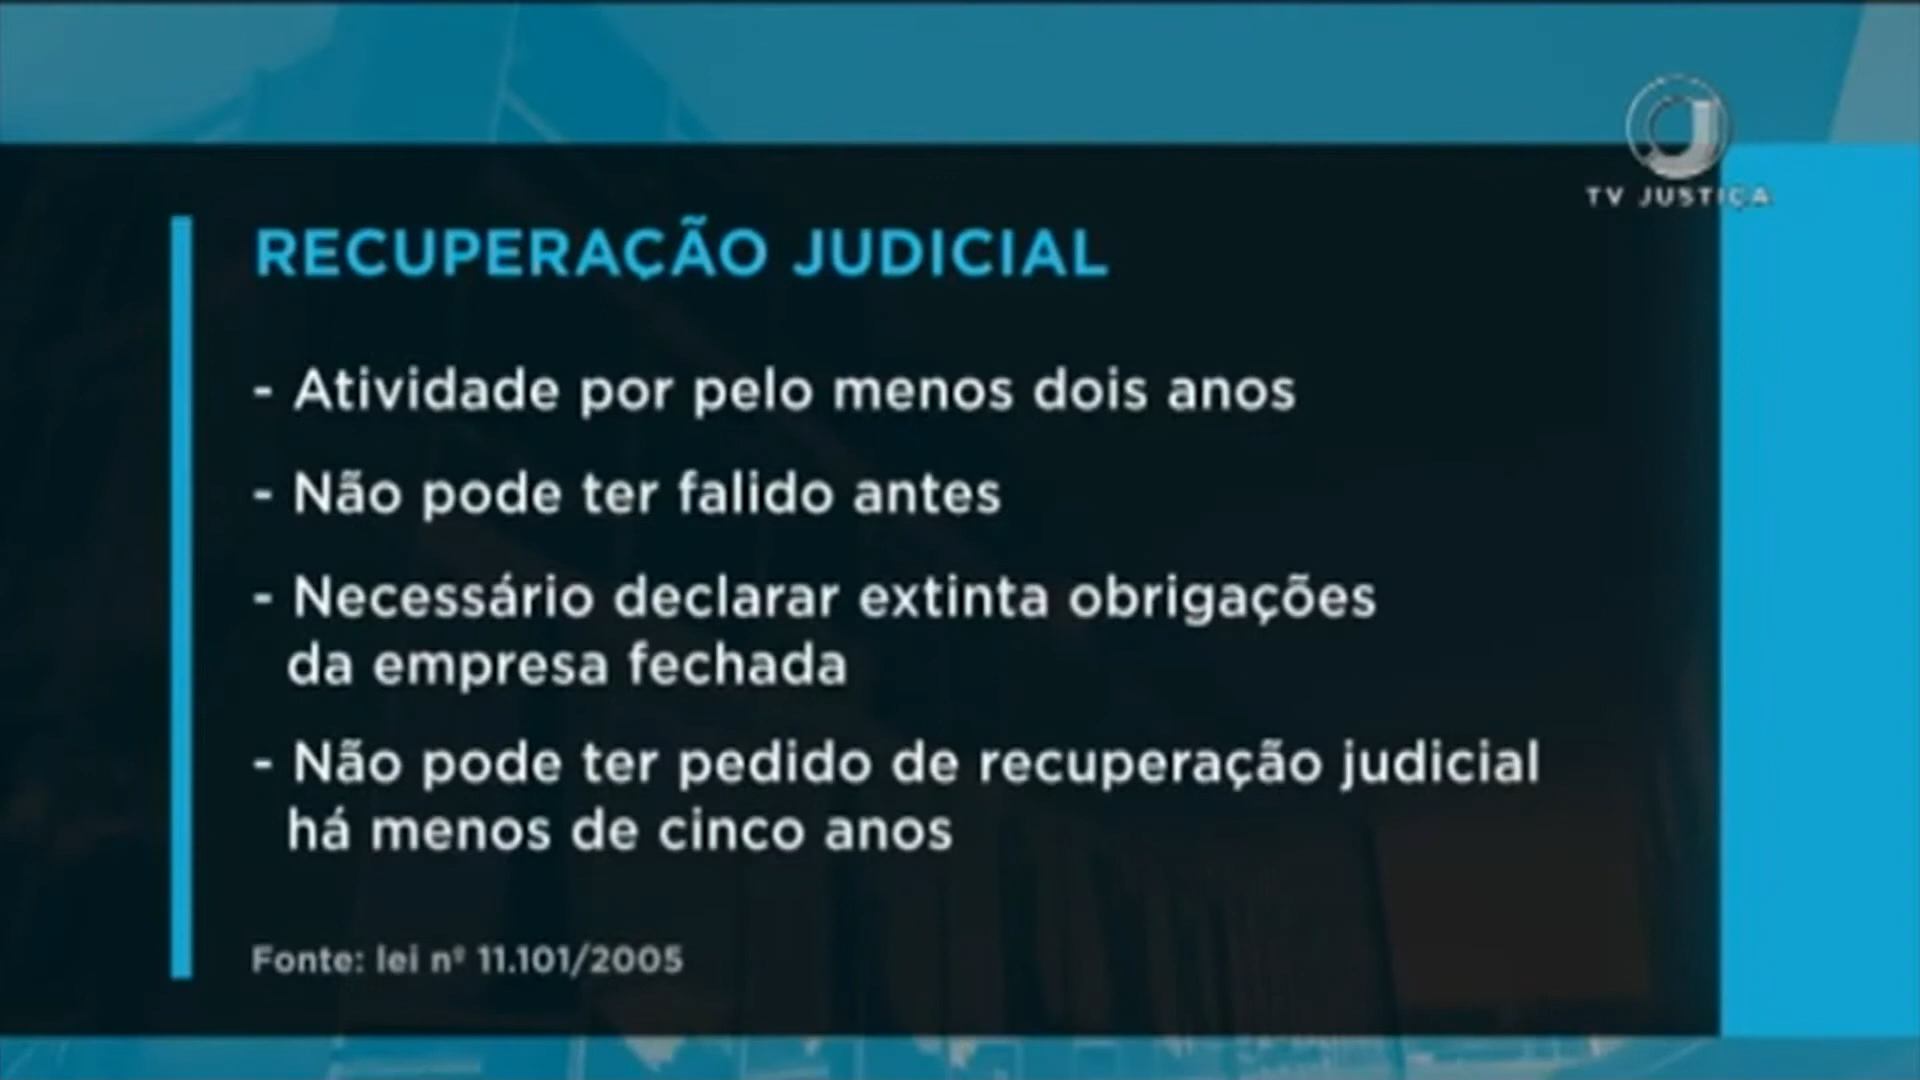 TV JUSTIÇA
RECUPERAÇÃO JUDICIAL
- Atividade por pelo menos dois anos
- Não pode ter falido antes
- Necessário declarar extinta obrigações
da empresa fechada
- Não pode ter pedido de recuperação judicial
há menos de cinco anos
Fonte: lei nº 11.101/2005